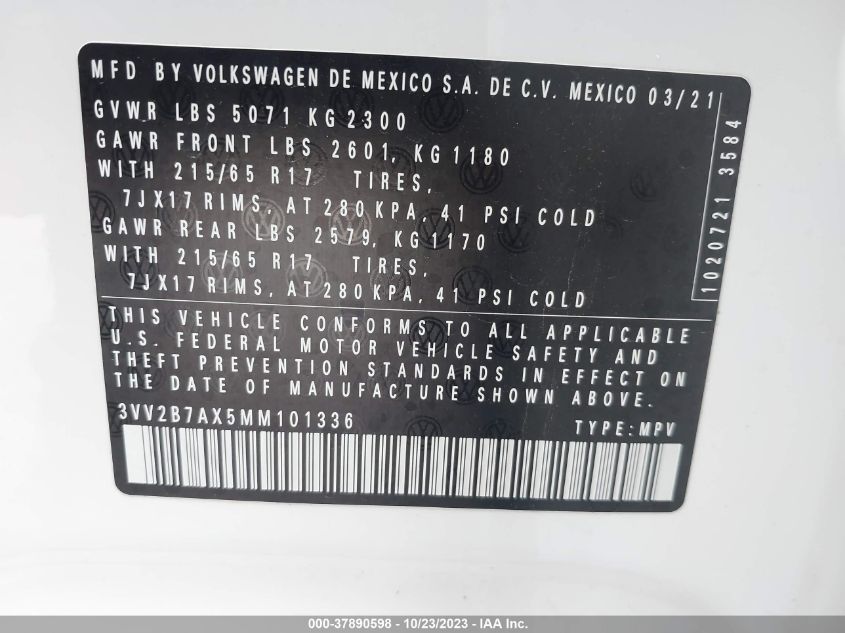 MFD BY VOLKSWAGEN DE MEXICO S.A. DE C.V. MEXICO 03/21
GVWR LBS 5071 KG 2300
GAWR FRONT LBS 2601, KG 1180
WITH 215/65 R17 TIRES,
7JX17 RIMS, AT 280 KPA, 41 PSI COLD
GAWR REAR LBS 2579, KG 1170
WITH 215/65 R17 TIRES,
7JX17 RIMS, AT 280 KPA, 41 PSI COLD
1020721 3584
THIS VEHICLE CONFORMS TO ALL APPLICABLE
U.S. FEDERAL MOTOR VEHICLE SAFETY AND
THEFT PREVENTION STANDARDS IN EFFECT ON
THE DATE OF MANUFACTURE SHOWN ABOVE.
3VV2B7AX5MM101336
TYPE: MPV
000-37890598 - 10/23/2023 - IAA Inc.